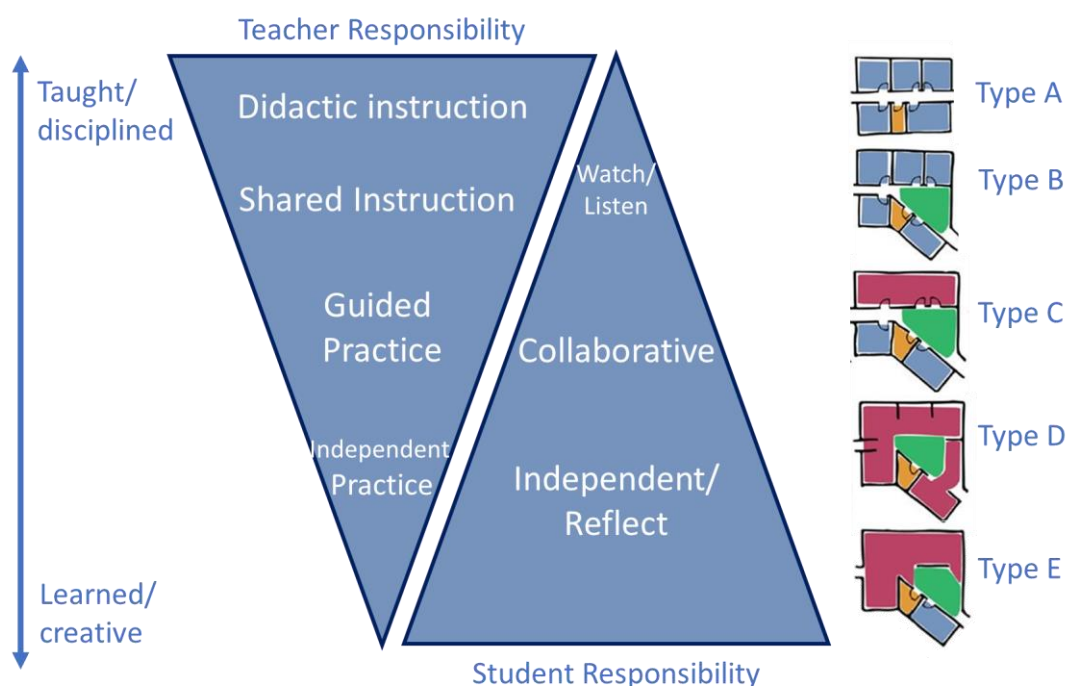 Teacher Responsibility
Taught/
disciplined
Didactic instruction
Shared Instruction
Guided
Practice
Independent
Practice
Learned/
creative
Watch/
Listen
Collaborative
Independent/
Reflect
Student Responsibility
Type A
Type B
Type C
Type D
Type E